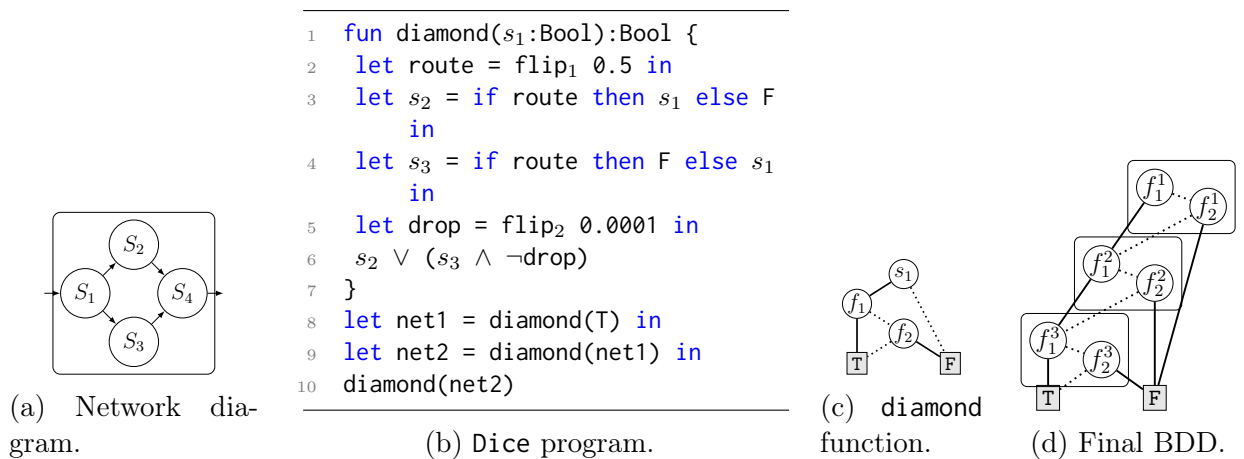 S₁
S₂
S₃
S₄
(a) Network dia-
gram.
1 fun diamond(s₁:Bool):Bool {
2 let route = flip₁ 0.5 in
3 let s₂ = if route then s₁ else F
in
4 let s₃ = if route then F else s₁
in
5 let drop = flip₂ 0.0001 in
6 s₂ ∨ (s₃ ∧ ¬drop)
7 }
8 let net1 = diamond(T) in
9 let net2 = diamond(net1) in
10 diamond(net2)
(b) Dice program.
s₁
f₁
f₂
T
F
(c) diamond
function.
f₁¹
f₂¹
f₁²
f₂²
f₁³
f₂³
T
F
(d) Final BDD.